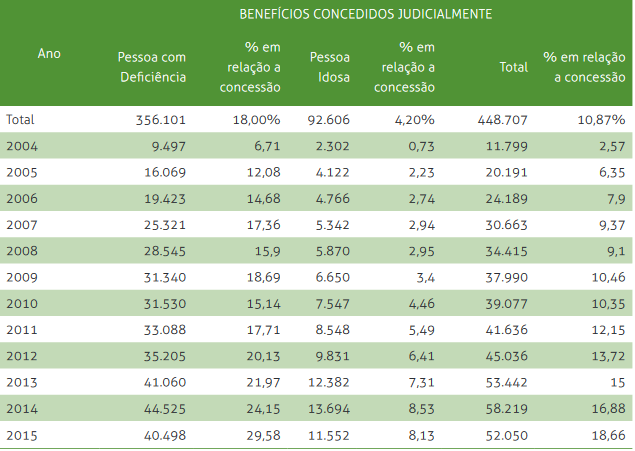 BENEFÍCIOS CONCEDIDOS JUDICIALMENTE
Ano Pessoa com Deficiência % em relação a concessão Pessoa Idosa % em relação a concessão Total % em relação a concessão
Total 356.101 18,00% 92.606 4,20% 448.707 10,87%
2004 9.497 6,71 2.302 0,73 11.799 2,57
2005 16.069 12,08 4.122 2,23 20.191 6,35
2006 19.423 14,68 4.766 2,74 24.189 7,9
2007 25.321 17,36 5.342 2,94 30.663 9,37
2008 28.545 15,9 5.870 2,95 34.415 9,1
2009 31.340 18,69 6.650 3,4 37.990 10,46
2010 31.530 15,14 7.547 4,46 39.077 10,35
2011 33.088 17,71 8.548 5,49 41.636 12,15
2012 35.205 20,13 9.831 6,41 45.036 13,72
2013 41.060 21,97 12.382 7,31 53.442 15
2014 44.525 24,15 13.694 8,53 58.219 16,88
2015 40.498 29,58 11.552 8,13 52.050 18,66